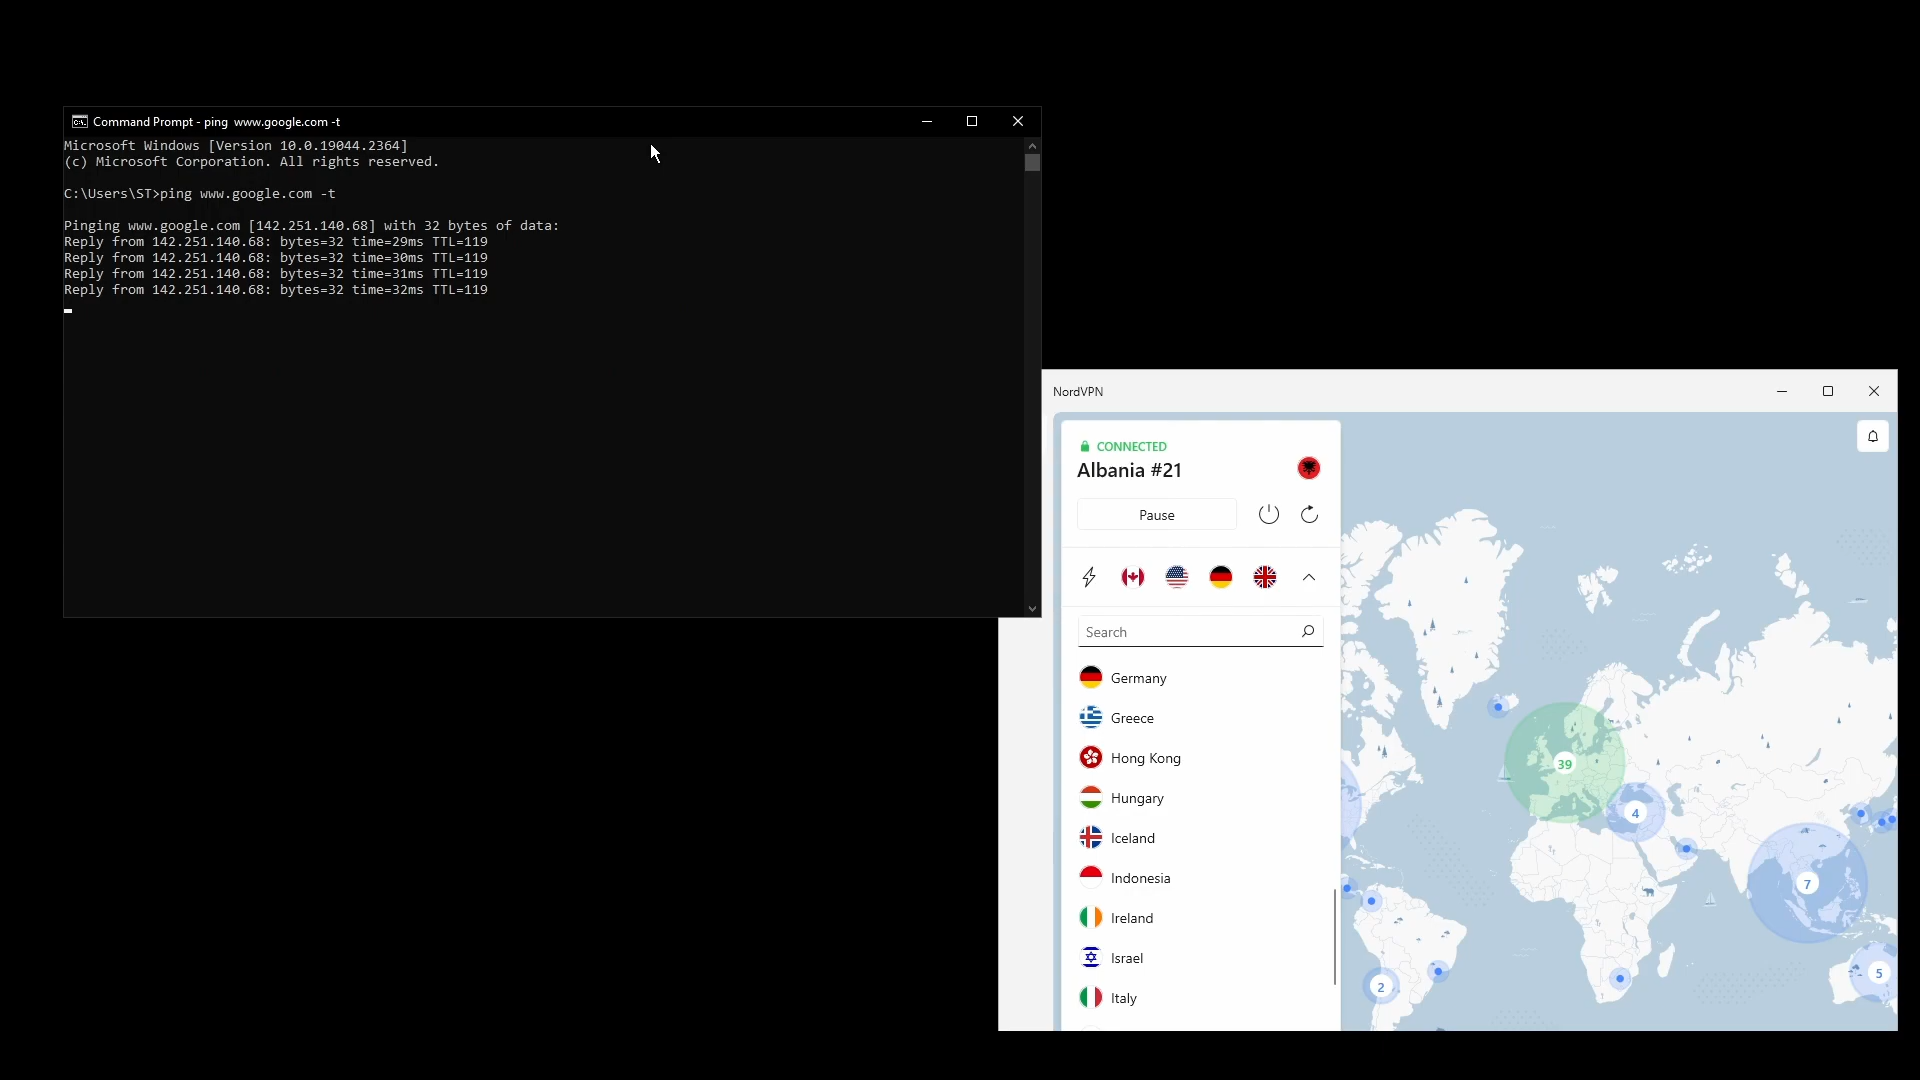 Command Prompt - ping  www.google.com -t
Microsoft Windows [Version 10.0.19044.2364]
(c) Microsoft Corporation. All rights reserved.
C:\Users\ST>ping www.google.com -t
Pinging www.google.com [142.251.140.68] with 32 bytes of data:
Reply from 142.251.140.68: bytes=32 time=29ms TTL=119
Reply from 142.251.140.68: bytes=32 time=30ms TTL=119
Reply from 142.251.140.68: bytes=32 time=31ms TTL=119
Reply from 142.251.140.68: bytes=32 time=32ms TTL=119
NordVPN
CONNECTED
Albania #21
Pause
Search
Germany
Greece
Hong Kong
Hungary
Iceland
Indonesia
Ireland
Israel
Italy
39
4
7
5
2